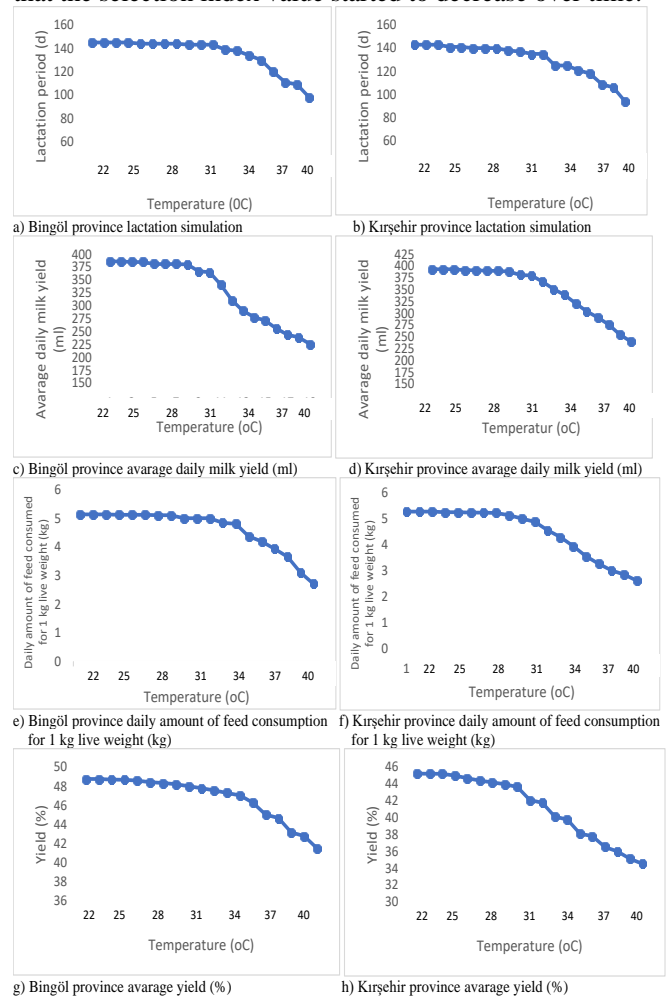 that the selection index value started to decrease over time.
Lactation period (d)
160
140
120
100
80
60
22 25 28 31 34 37 40
Temperature (0C)
a) Bingöl province lactation simulation
Lactation period (d)
160
140
120
100
80
60
22 25 28 31 34 37 40
Temperature (oC)
b) Kırşehir province lactation simulation
Avarage daily milk yield
(ml)
400
375
350
325
300
275
250
225
200
175
150
22 25 28 31 34 37 40
Temperature (oC)
c) Bingöl province avarage daily milk yield (ml)
Avarage daily milk yield
(ml)
425
400
375
350
325
300
275
250
225
200
175
150
22 25 28 31 34 37 40
Temperatur (oC)
d) Kırşehir province avarage daily milk yield (ml)
Daily amount of feed consumed
for 1 kg live weight (kg)
6
5
4
3
2
1
0
22 25 28 31 34 37 40
Temperature (oC)
e) Bingöl province daily amount of feed consumption
for 1 kg live weight (kg)
Daily amount of feed consumed
for 1 kg live weight (kg)
6
5
4
3
2
1
0
1 22 25 28 31 34 37 40
Temperature (oC)
f) Kırşehir province daily amount of feed consumption
for 1 kg live weight (kg)
Yield (%)
50
48
46
44
42
40
38
36
22 25 28 31 34 37 40
Temperature (oC)
g) Bingöl province avarage yield (%)
Yield (%)
46
44
42
40
38
36
34
32
30
22 25 28 31 34 37 40
Temperature (oC)
h) Kırşehir province avarage yield (%)